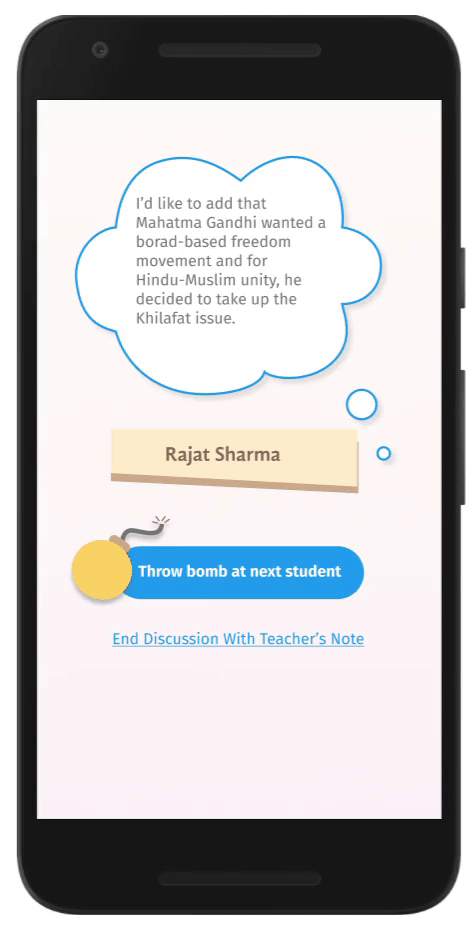 I'd like to add that
Mahatma Gandhi wanted a
borad-based freedom
movement and for
Hindu-Muslim unity, he
decided to take up the
Khilafat issue.
Rajat Sharma
Throw bomb at next student
End Discussion With Teacher's Note